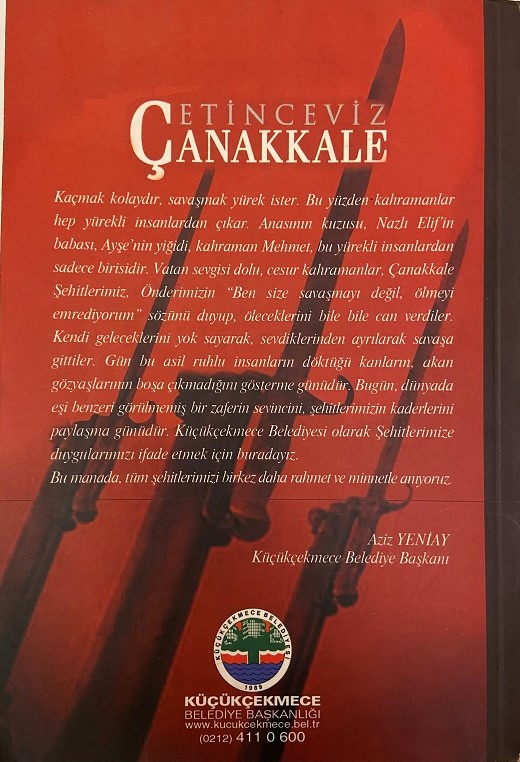 ÇETİNCEVİZ
ÇANAKKALE
Kaçmak kolaydır, savaşmak yürek ister. Bu yüzden kahramanlar
hep yürekli insanlardan çıkar. Anasının kuzusu, Nazlı Elif'in
babası, Ayşe'nin yiğidi, kahraman Mehmet, bu yürekli insanlardan
sadece birisidir. Vatan sevgisi dolu, cesur kahramanlar, Çanakkale
Şehitlerimiz, Önderimizin “Ben size savaşmayı değil, ölmeyi
emrediyorum” sözünü duyup, öleceklerini bile bile can verdiler.
Kendi geleceklerini yok sayarak, sevdiklerinden ayrılarak savaşa
gittiler. Gün bu asil ruhlu insanların döktüğü kanların, akan
gözyaşlarının boşa çıkmadığını gösterme günüdür. Bugün, dünyada
eşi benzeri görülmemiş bir zaferin sevincini, şehitlerimizin kaderlerini
paylaşma günüdür. Küçükçekmece Belediyesi olarak Şehitlerimize
duygularımızı ifade etmek için buradayız.
Bu manada, tüm şehitlerimizi birkez daha rahmet ve minnetle anıyoruz.
Aziz YENİAY
Küçükçekmece Belediye Başkanı
KÜÇÜKÇEKMECE BELEDİYESİ
1989
KÜÇÜKÇEKMECE
BELEDİYE BAŞKANLIĞI
www.kucukcekmece.bel.tr
(0212) 411 0 600